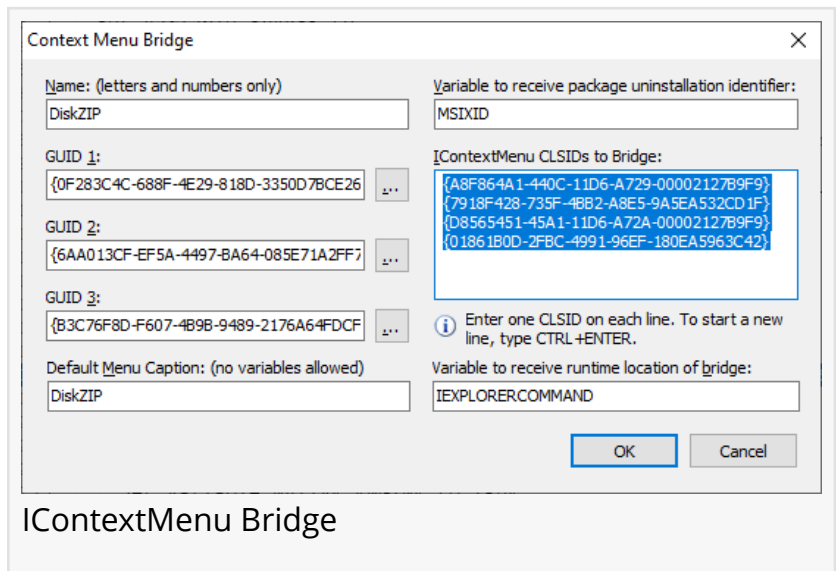 Context Menu Bridge
Name: (letters and numbers only)
DiskZIP
GUID 1:
{0F283C4C-688F-4E29-818D-3350D7BCE26
...
GUID 2:
{6AA013CF-EF5A-4497-BA64-085E71A2FF7
...
GUID 3:
{B3C76F8D-F607-4B9B-9489-2176A64FDCF
...
Default Menu Caption: (no variables allowed)
DiskZIP
Variable to receive package uninstallation identifier:
MSIXID
IContextMenu CLSIDs to Bridge:
{A8F864A1-440C-11D6-A729-00002127B9F9}
{7918F428-735F-4BB2-A8E5-9A5EA532CD1F}
{D8565451-45A1-11D6-A72A-00002127B9F9}
{01861B0D-2FBC-4991-96EF-180EA5963C42}
Enter one CLSID on each line. To start a new
line, type CTRL+ENTER.
Variable to receive runtime location of bridge:
IEXPLORERCOMMAND
OK
Cancel
IContextMenu Bridge